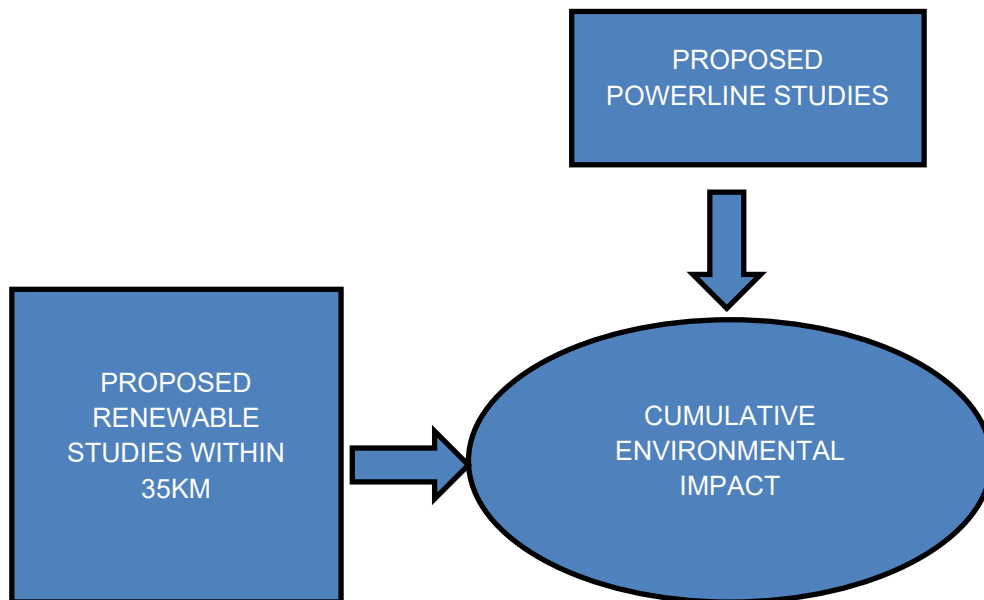 PROPOSED
POWERLINE STUDIES
PROPOSED
RENEWABLE
STUDIES WITHIN
35KM
CUMULATIVE
ENVIRONMENTAL
IMPACT